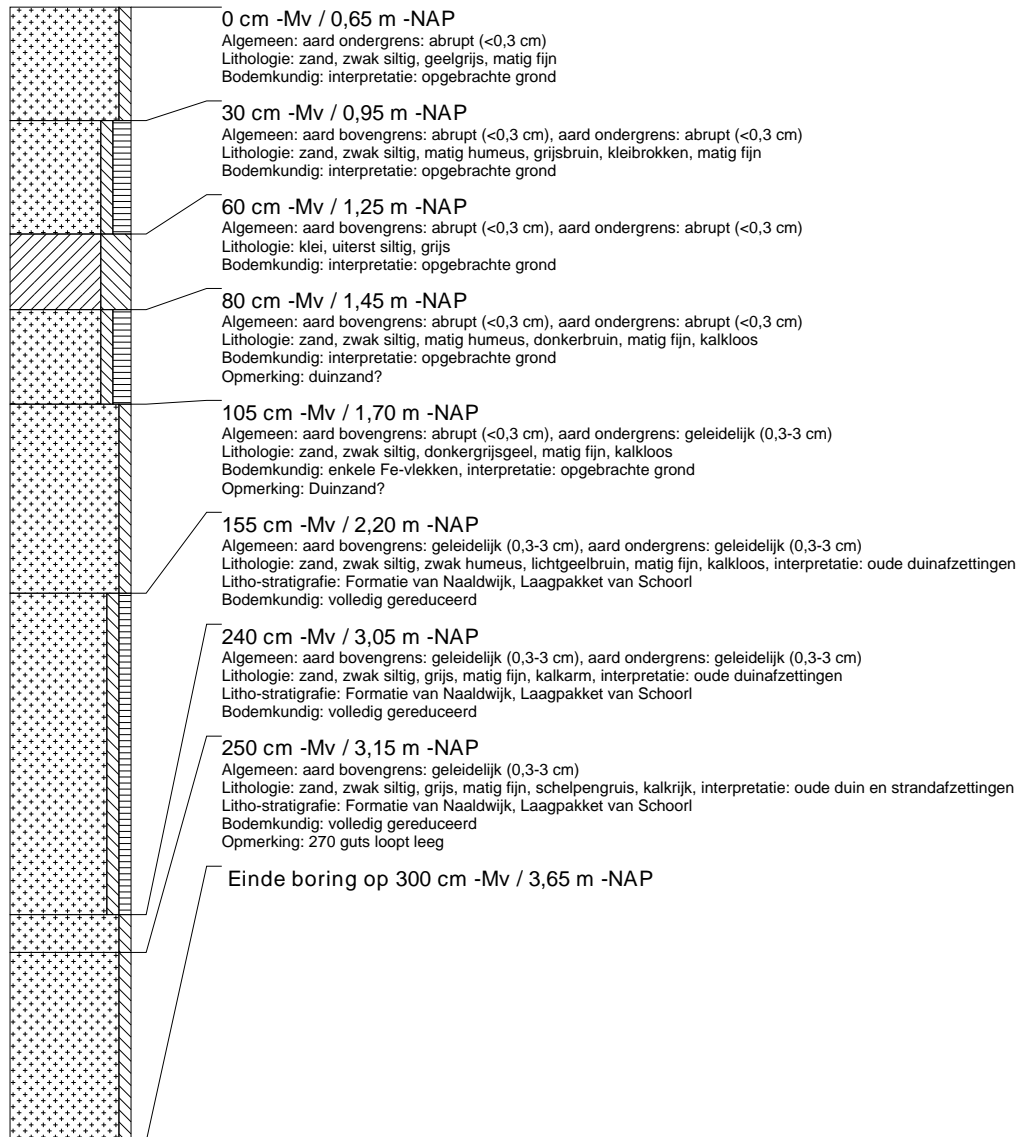 0 cm -Mv / 0,65 m -NAP
Algemeen: aard ondergrens: abrupt (<0,3 cm)
Lithologie: zand, zwak siltig, geelgrijs, matig fijn
Bodemkundig: interpretatie: opgebrachte grond
30 cm -Mv / 0,95 m -NAP
Algemeen: aard bovengrens: abrupt (<0,3 cm), aard ondergrens: abrupt (<0,3 cm)
Lithologie: zand, zwak siltig, matig humeus, grijsbruin, kleibrokken, matig fijn
Bodemkundig: interpretatie: opgebrachte grond
60 cm -Mv / 1,25 m -NAP
Algemeen: aard bovengrens: abrupt (<0,3 cm), aard ondergrens: abrupt (<0,3 cm)
Lithologie: klei, uiterst siltig, grijs
Bodemkundig: interpretatie: opgebrachte grond
80 cm -Mv / 1,45 m -NAP
Algemeen: aard bovengrens: abrupt (<0,3 cm), aard ondergrens: abrupt (<0,3 cm)
Lithologie: zand, zwak siltig, matig humeus, donkerbruin, matig fijn, kalkloos
Bodemkundig: interpretatie: opgebrachte grond
Opmerking: duinzand?
105 cm -Mv / 1,70 m -NAP
Algemeen: aard bovengrens: abrupt (<0,3 cm), aard ondergrens: geleidelijk (0,3-3 cm)
Lithologie: zand, zwak siltig, donkergrijsgeel, matig fijn, kalkloos
Bodemkundig: enkele Fe-vlekken, interpretatie: opgebrachte grond
Opmerking: Duinzand?
155 cm -Mv / 2,20 m -NAP
Algemeen: aard bovengrens: geleidelijk (0,3-3 cm), aard ondergrens: geleidelijk (0,3-3 cm)
Lithologie: zand, zwak siltig, zwak humeus, lichtgeelbruin, matig fijn, kalkloos, interpretatie: oude duinafzettingen
Litho-stratigrafie: Formatie van Naaldwijk, Laagpakket van Schoorl
Bodemkundig: volledig gereduceerd
240 cm -Mv / 3,05 m -NAP
Algemeen: aard bovengrens: geleidelijk (0,3-3 cm), aard ondergrens: geleidelijk (0,3-3 cm)
Lithologie: zand, zwak siltig, grijs, matig fijn, kalkarm, interpretatie: oude duinafzettingen
Litho-stratigrafie: Formatie van Naaldwijk, Laagpakket van Schoorl
Bodemkundig: volledig gereduceerd
250 cm -Mv / 3,15 m -NAP
Algemeen: aard bovengrens: geleidelijk (0,3-3 cm)
Lithologie: zand, zwak siltig, grijs, matig fijn, schelpengruis, kalkrijk, interpretatie: oude duin en strandafzettingen
Litho-stratigrafie: Formatie van Naaldwijk, Laagpakket van Schoorl
Bodemkundig: volledig gereduceerd
Opmerking: 270 guts loopt leeg
Einde boring op 300 cm -Mv / 3,65 m -NAP